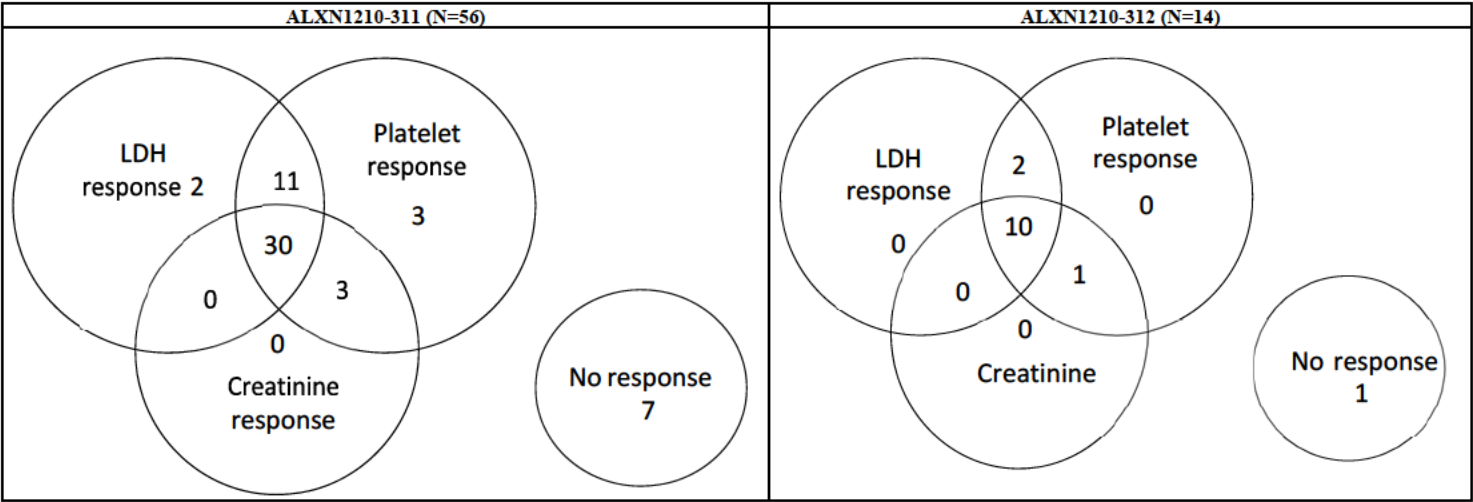 ALXN1210-311 (N=56)
LDH
response 2
11
Platelet
response
3
30
0
3
0
Creatinine
response
No response
7
ALXN1210-312 (N=14)
LDH
response
0
2
Platelet
response
0
10
0
1
0
Creatinine
No response
1